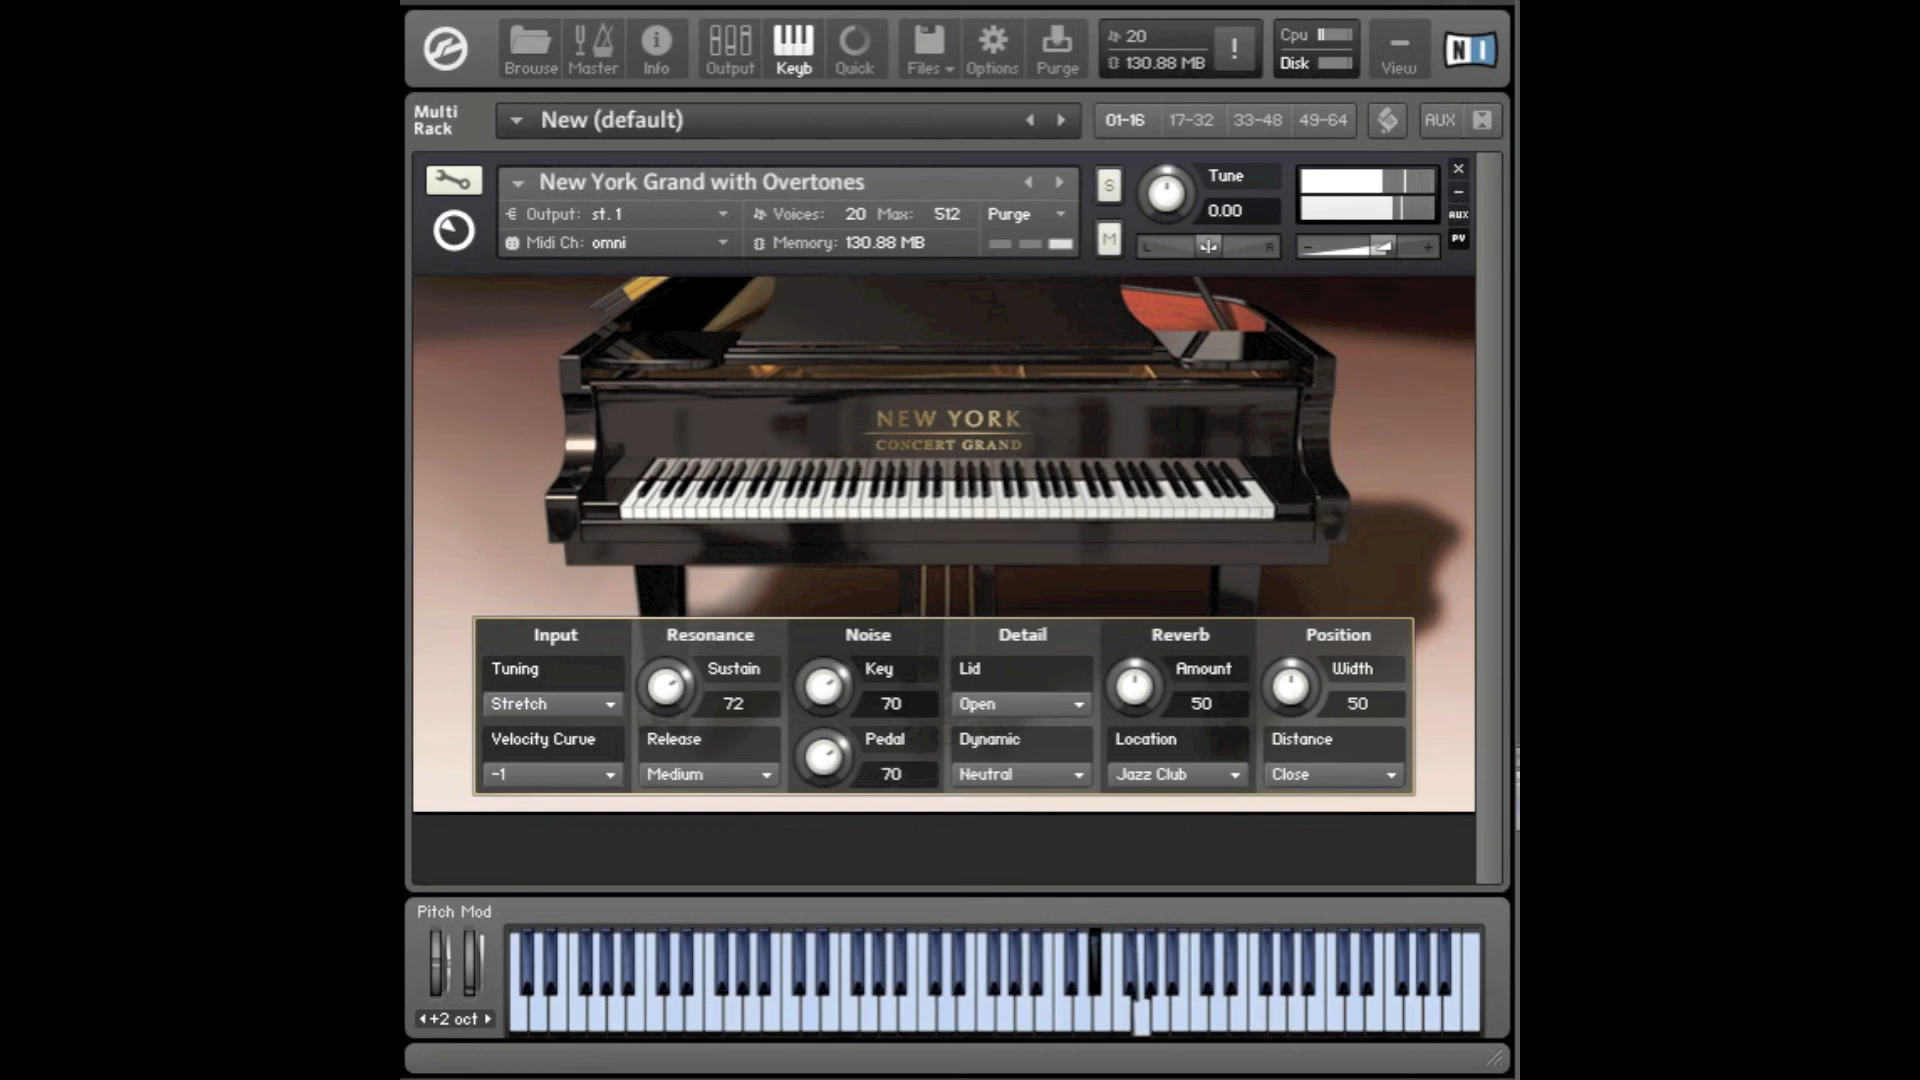 Browse Master Info Output Keyb Quick Files Options Purge
20
130.88 MB
!
Cpu
Disk
View
NI
Multi
Rack
New (default)
01-16 17-32 33-48 49-64
AUX
New York Grand with Overtones
Output: st. 1
Voices: 20 Max: 512
Purge
Midi Ch: omni
Memory: 130.88 MB
S
M
Tune
0.00
L R
- +
AUX
PV
NEW YORK
CONCERT GRAND
Input Resonance Noise Detail Reverb Position
Tuning Sustain Key Lid Amount Width
Stretch 72 70 Open 50 50
Velocity Curve Release Pedal Dynamic Location Distance
-1 Medium 70 Neutral Jazz Club Close
Pitch Mod
+2 oct